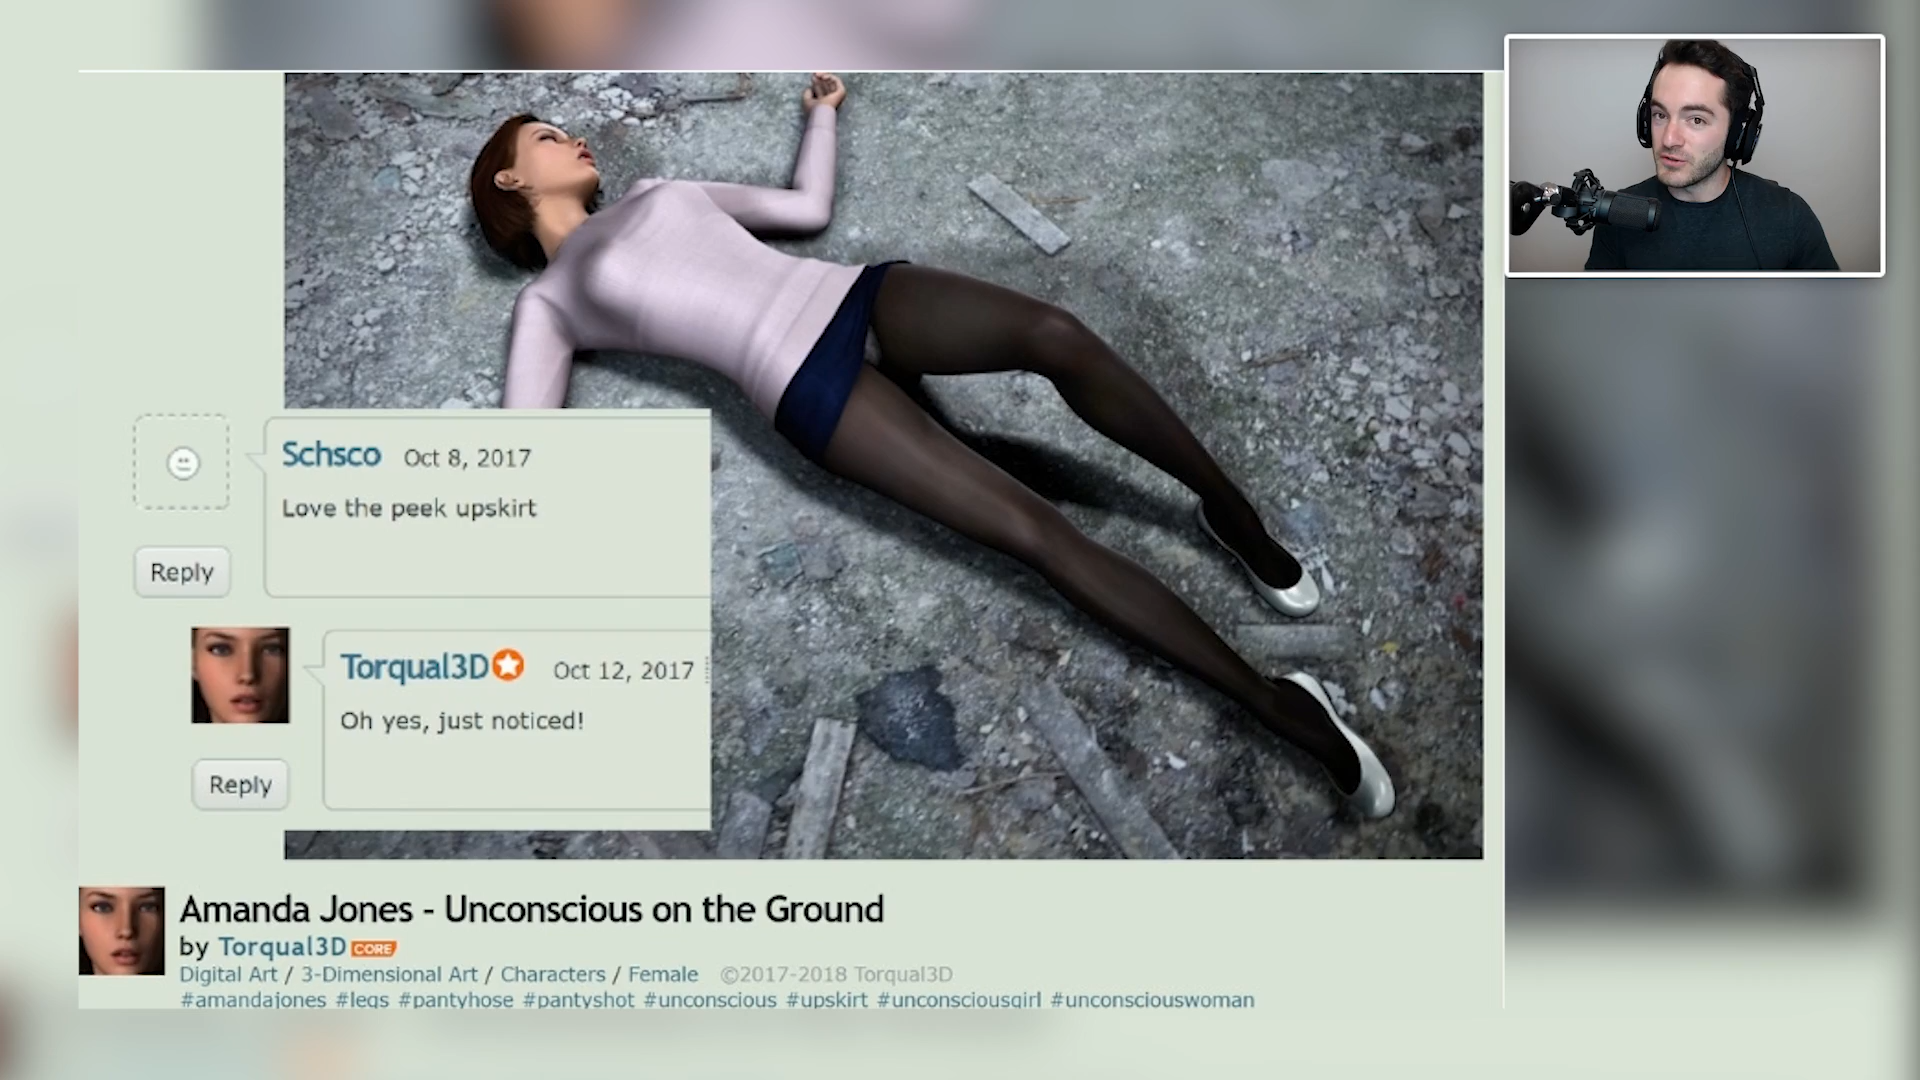 Schsco Oct 8, 2017
Love the peek upskirt
Reply
Torqual3D Oct 12, 2017
Oh yes, just noticed!
Reply
Amanda Jones - Unconscious on the Ground
by Torqual3D CORE
Digital Art / 3-Dimensional Art / Characters / Female ©2017-2018 Torqual3D
#amandajones #legs #pantyhose #pantyshot #unconscious #upskirt #unconsciousgirl #unconsciouswoman